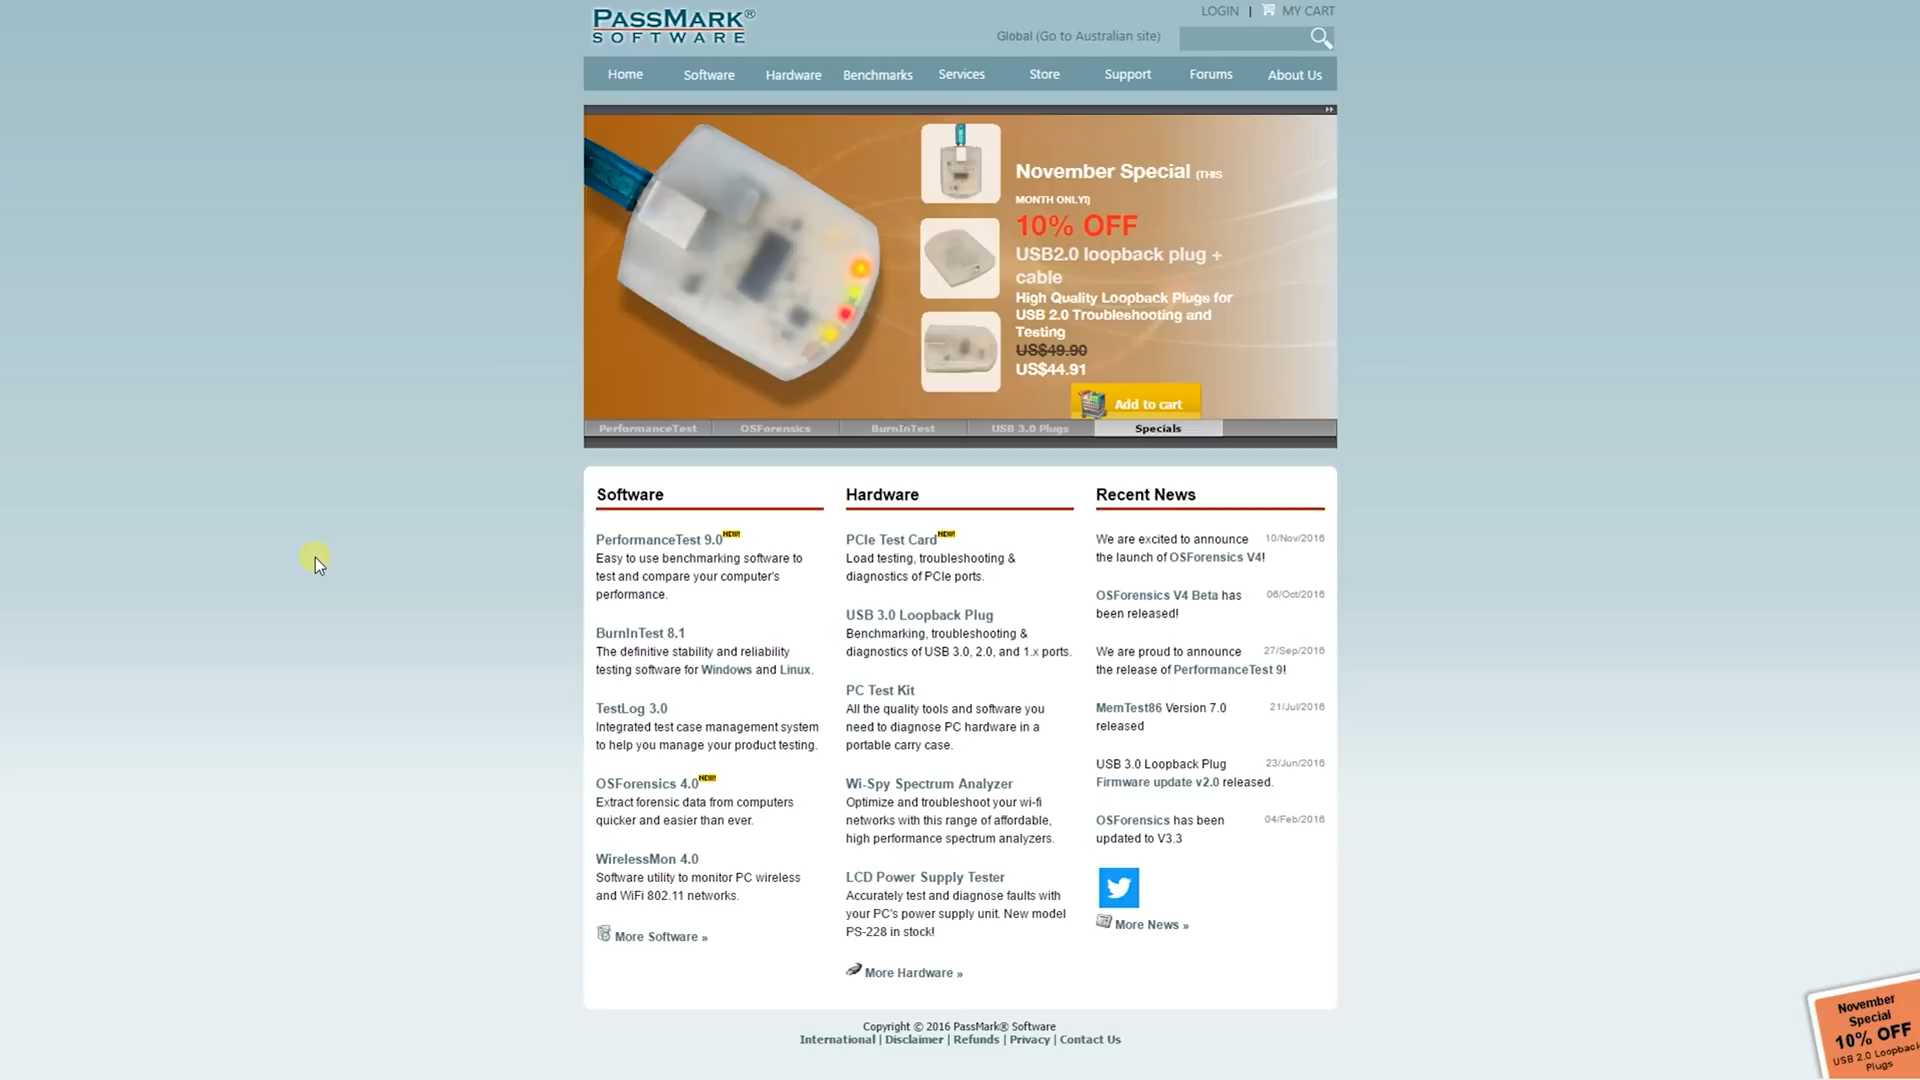 PASSMARK®
SOFTWARE
LOGIN | MY CART
Global (Go to Australian site)
Home Software Hardware Benchmarks Services Store Support Forums About Us
November Special (THIS
MONTH ONLY!)
10% OFF
USB2.0 loopback plug +
cable
High Quality Loopback Plugs for
USB 2.0 Troubleshooting and
Testing
US$49.90
US$44.91
Add to cart
PerformanceTest OSForensics BurnInTest USB 3.0 Plugs Specials
Software
PerformanceTest 9.0 NEW!
Easy to use benchmarking software to
test and compare your computer's
performance.
BurnInTest 8.1
The definitive stability and reliability
testing software for Windows and Linux.
TestLog 3.0
Integrated test case management system
to help you manage your product testing.
OSForensics 4.0 NEW!
Extract forensic data from computers
quicker and easier than ever.
WirelessMon 4.0
Software utility to monitor PC wireless
and WiFi 802.11 networks.
More Software »
Hardware
PCIe Test Card NEW!
Load testing, troubleshooting &
diagnostics of PCIe ports.
USB 3.0 Loopback Plug
Benchmarking, troubleshooting &
diagnostics of USB 3.0, 2.0, and 1.x ports.
PC Test Kit
All the quality tools and software you
need to diagnose PC hardware in a
portable carry case.
Wi-Spy Spectrum Analyzer
Optimize and troubleshoot your wi-fi
networks with this range of affordable,
high performance spectrum analyzers.
LCD Power Supply Tester
Accurately test and diagnose faults with
your PC's power supply unit. New model
PS-228 in stock!
More Hardware »
Recent News
We are excited to announce 10/Nov/2016
the launch of OSForensics V4!
OSForensics V4 Beta has 06/Oct/2016
been released!
We are proud to announce 27/Sep/2016
the release of PerformanceTest 9!
MemTest86 Version 7.0 21/Jul/2016
released
USB 3.0 Loopback Plug 23/Jun/2016
Firmware update v2.0 released.
OSForensics has been 04/Feb/2016
updated to V3.3
More News »
Copyright © 2016 PassMark® Software
International | Disclaimer | Refunds | Privacy | Contact Us
November
Special
10% OFF
USB 2.0 Loopback
Plugs